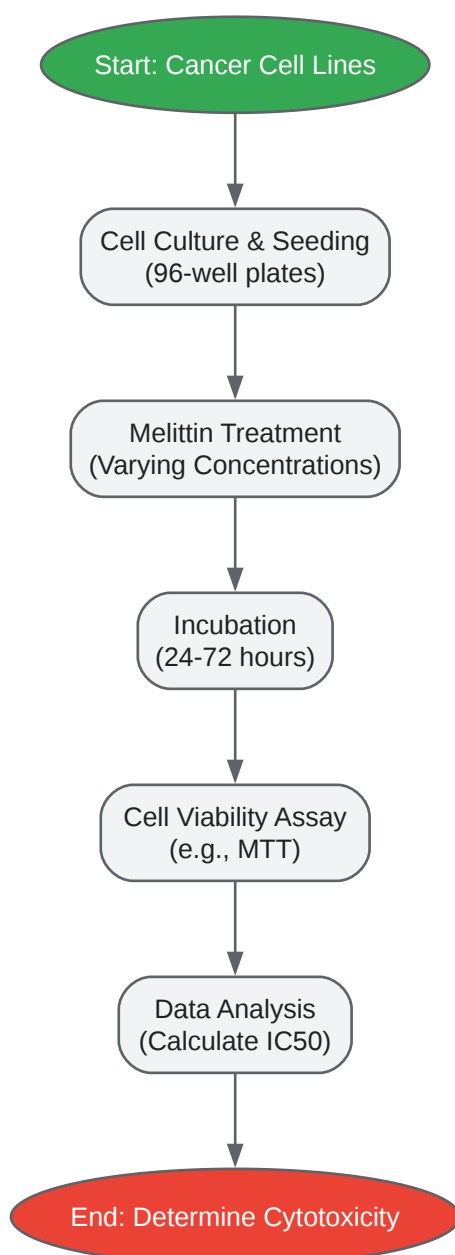 Start: Cancer Cell Lines
Cell Culture & Seeding
(96-well plates)
Melittin Treatment
(Varying Concentrations)
Incubation
(24-72 hours)
Cell Viability Assay
(e.g., MTT)
Data Analysis
(Calculate IC50)
End: Determine Cytotoxicity